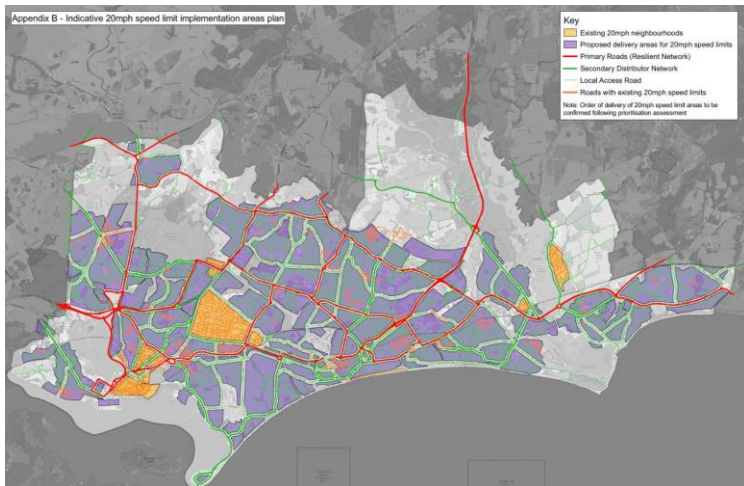 Appendix B - Indicative 20mph speed limit implementation areas plan
Key
Existing 20mph neighbourhoods
Proposed delivery areas for 20mph speed limits
Primary Roads (Resilient Network)
Secondary Distributor Network
Local Access Road
Roads with existing 20mph speed limits
Note: Order of delivery of 20mph speed limit areas to be
confirmed following prioritisation assessment